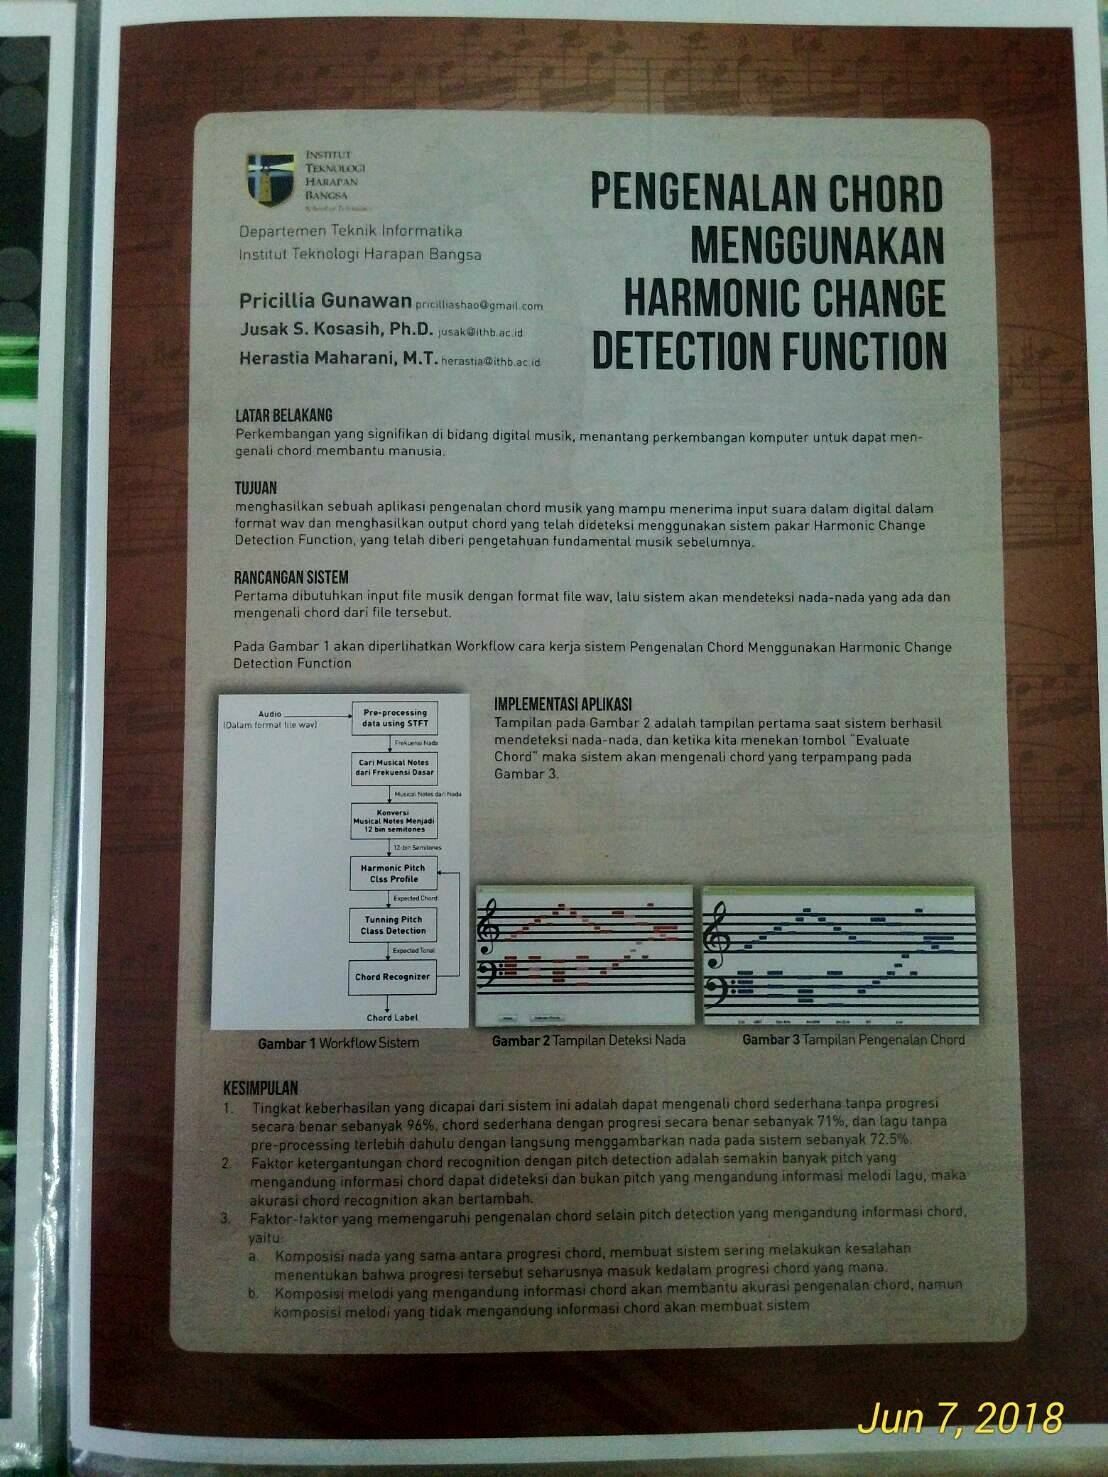 INSTITUT
TEKNOLOGI
HARAPAN
BANGSA
Departemen Teknik Informatika
Institut Teknologi Harapan Bangsa
Pricillia Gunawan pricilliashao@gmail.com
Jusak S. Kosasih, Ph.D. jusak@ithb.ac.id
Herastia Maharani, M.T. herastia@ithb.ac.id
PENGENALAN CHORD
MENGGUNAKAN
HARMONIC CHANGE
DETECTION FUNCTION
LATAR BELAKANG
Perkembangan yang signifikan di bidang digital musik, menantang perkembangan komputer untuk dapat men-
genali chord membantu manusia.
TUJUAN
menghasilkan sebuah aplikasi pengenalan chord musik yang mampu menerima input suara dalam digital dalam
format wav dan menghasilkan output chord yang telah dideteksi menggunakan sistem pakar Harmonic Change
Detection Function, yang telah diberi pengetahuan fundamental musik sebelumnya.
RANCANGAN SISTEM
Pertama dibutuhkan input file musik dengan format file wav, lalu sistem akan mendeteksi nada-nada yang ada dan
mengenali chord dari file tersebut.
Pada Gambar 1 akan diperlihatkan Workflow cara kerja sistem Pengenalan Chord Menggunakan Harmonic Change
Detection Function
Audio
(Dalam format file wav)
Pre-processing
data using STFT
Frekuensi Nada
Cari Musical Notes
dari Frekuensi Dasar
Musical Notes dari Nada
Konversi
Musical Notes Menjadi
12 bin semitones
12-bin Semitones
Harmonic Pitch
Clss Profile
Expected Chord
Tunning Pitch
Class Detection
Expected Tonal
Chord Recognizer
Chord Label
Gambar 1 Workflow Sistem
IMPLEMENTASI APLIKASI
Tampilan pada Gambar 2 adalah tampilan pertama saat sistem berhasil
mendeteksi nada-nada, dan ketika kita menekan tombol "Evaluate
Chord" maka sistem akan mengenali chord yang terpampang pada
Gambar 3.
Gambar 2 Tampilan Deteksi Nada
Gambar 3 Tampilan Pengenalan Chord
KESIMPULAN
1. Tingkat keberhasilan yang dicapai dari sistem ini adalah dapat mengenali chord sederhana tanpa progresi
secara benar sebanyak 96%, chord sederhana dengan progresi secara benar sebanyak 71%, dan lagu tanpa
pre-processing terlebih dahulu dengan langsung menggambarkan nada pada sistem sebanyak 72.5%.
2. Faktor ketergantungan chord recognition dengan pitch detection adalah semakin banyak pitch yang
mengandung informasi chord dapat dideteksi dan bukan pitch yang mengandung informasi melodi lagu, maka
akurasi chord recognition akan bertambah.
3. Faktor-faktor yang memengaruhi pengenalan chord selain pitch detection yang mengandung informasi chord,
yaitu:
a. Komposisi nada yang sama antara progresi chord, membuat sistem sering melakukan kesalahan
menentukan bahwa progresi tersebut seharusnya masuk kedalam progresi chord yang mana.
b. Komposisi melodi yang mengandung informasi chord akan membantu akurasi pengenalan chord, namun
komposisi melodi yang tidak mengandung informasi chord akan membuat sistem
Jun 7, 2018